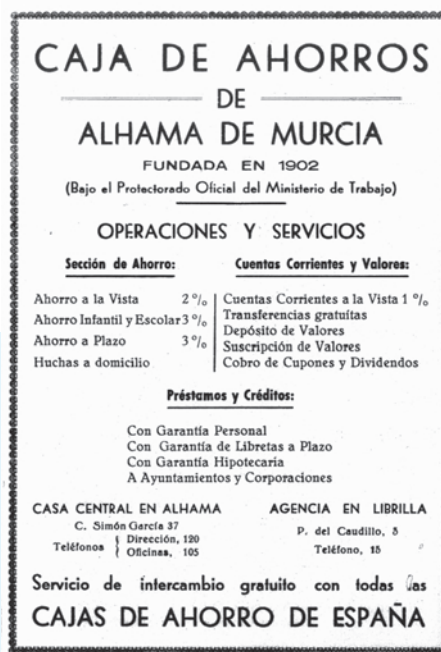 CAJA DE AHORROS
DE
ALHAMA DE MURCIA
FUNDADA EN 1902
(Bajo el Protectorado Oficial del Ministerio de Trabajo)
OPERACIONES Y SERVICIOS
Sección de Ahorro:
Ahorro a la Vista 2 %
Ahorro Infantil y Escolar 3 %
Ahorro a Plazo 3 %
Huchas a domicilio
Cuentas Corrientes y Valores:
Cuentas Corrientes a la Vista 1 %
Transferencias gratuítas
Depósito de Valores
Suscripción de Valores
Cobro de Cupones y Dividendos
Préstamos y Créditos:
Con Garantía Personal
Con Garantía de Libretas a Plazo
Con Garantía Hipotecaria
A Ayuntamientos y Corporaciones
CASA CENTRAL EN ALHAMA
C. Simón García 37
Teléfonos { Dirección, 120
Oficinas, 105
AGENCIA EN LIBRILLA
P. del Caudillo, 5
Teléfono, 15
Servicio de intercambio gratuito con todas las
CAJAS DE AHORRO DE ESPAÑA